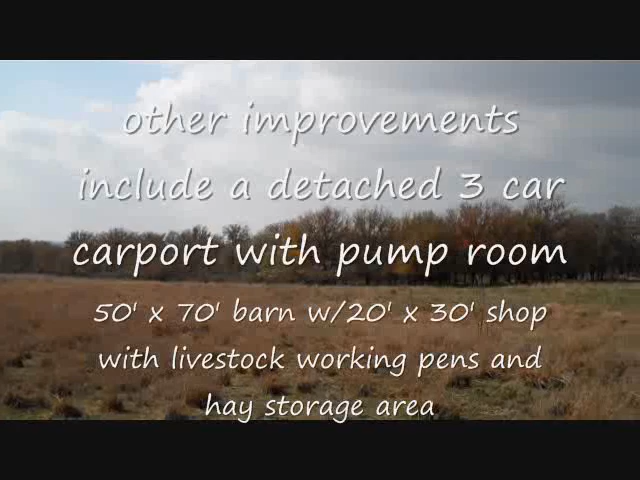 other improvements
include a detached 3 car
carport with pump room
50' x 70' barn w/20' x 30' shop
with livestock working pens and
hay storage area